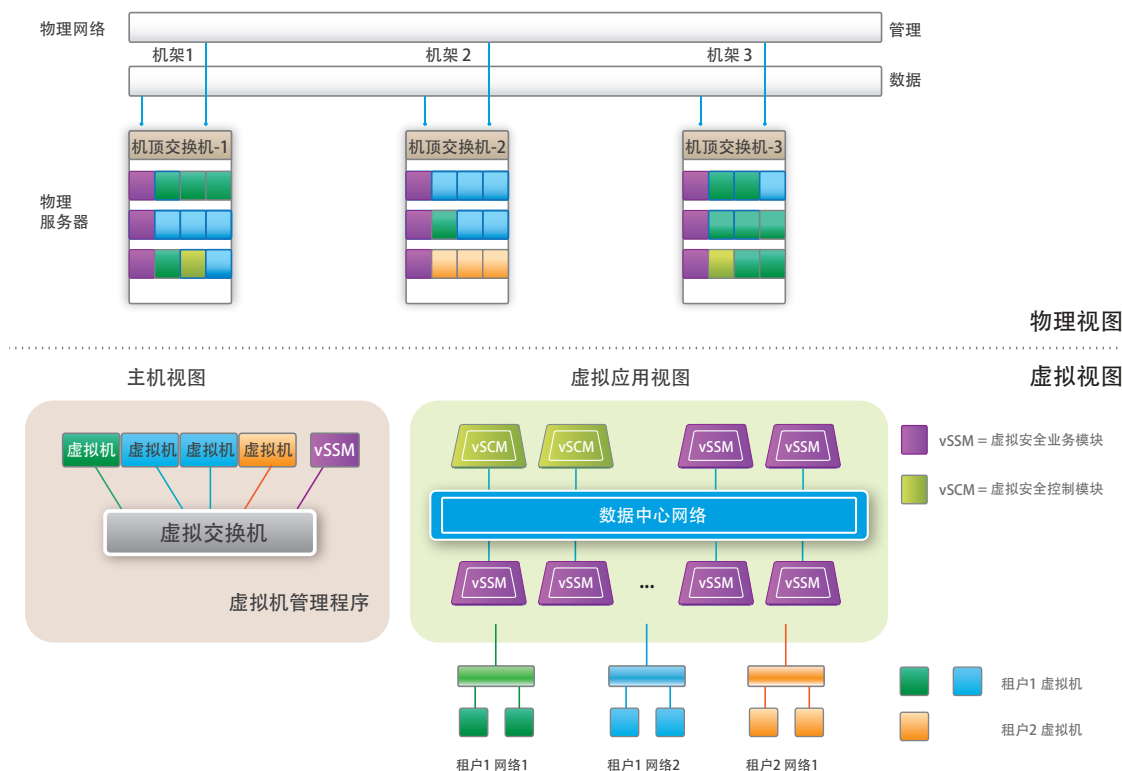 物理网络
管理
机架1
机架 2
机架 3
数据
机顶交换机-1
机顶交换机-2
机顶交换机-3
物理
服务器
物理视图
主机视图
虚拟应用视图
虚拟视图
虚拟机
虚拟机
虚拟机
虚拟机
vSSM
虚拟交换机
虚拟机管理程序
vSCM
vSCM
vSSM
vSSM
数据中心网络
vSSM
vSSM
...
vSSM
vSSM
vSSM = 虚拟安全业务模块
vSCM = 虚拟安全控制模块
租户1 虚拟机
租户2 虚拟机
租户1 网络1
租户1 网络2
租户2 网络1